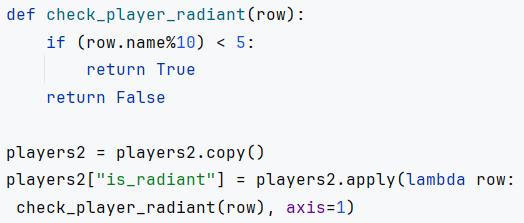 def check_player_radiant(row):
    if (row.name%10) < 5:
        return True
    return False

players2 = players2.copy()
players2["is_radiant"] = players2.apply(lambda row:
 check_player_radiant(row), axis=1)